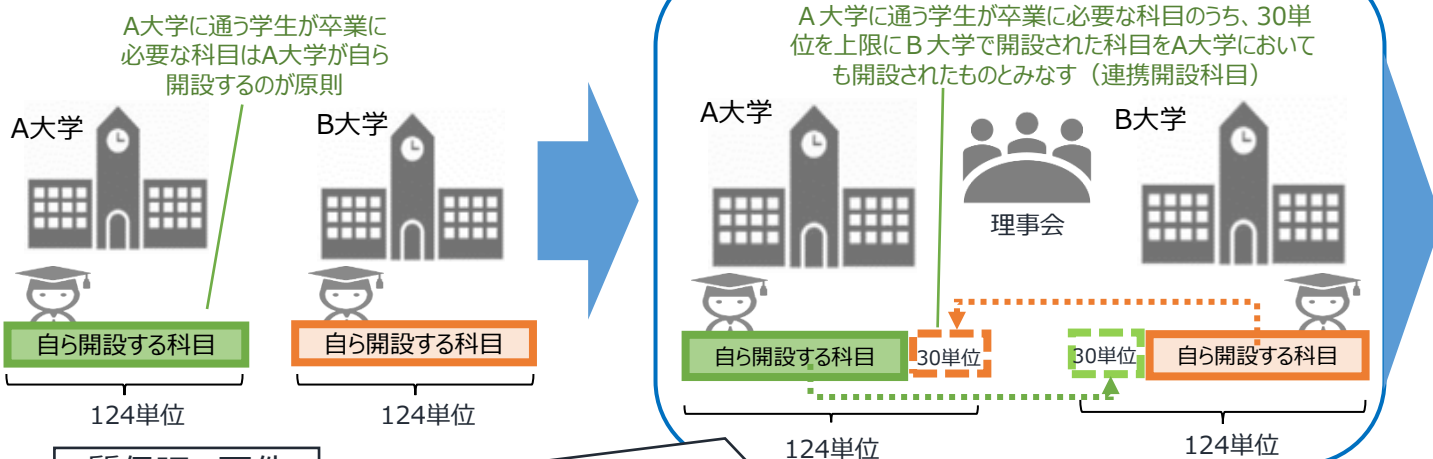 A大学に通う学生が卒業に
必要な科目はA大学が自ら
開設するのが原則
A大学
B大学
自ら開設する科目
自ら開設する科目
124単位
124単位
A大学に通う学生が卒業に必要な科目のうち、30単
位を上限にB大学で開設された科目をA大学において
も開設されたものとみなす（連携開設科目）
A大学
B大学
理事会
自ら開設する科目
30単位
30単位
自ら開設する科目
124単位
124単位